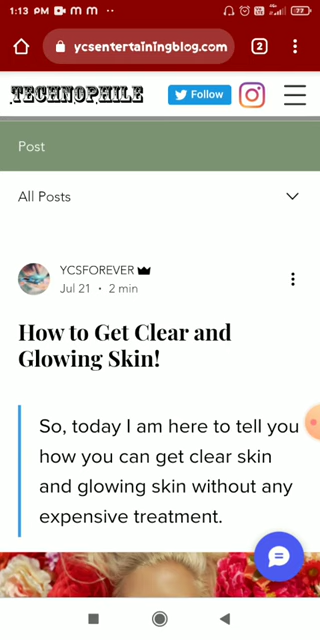 1:13 PM
77
ycsentertainingblog.com
2
TECHNOPHILE
Follow
Post
All Posts
YCSFOREVER
Jul 21 · 2 min
How to Get Clear and
Glowing Skin!
So, today I am here to tell you
how you can get clear skin
and glowing skin without any
expensive treatment.